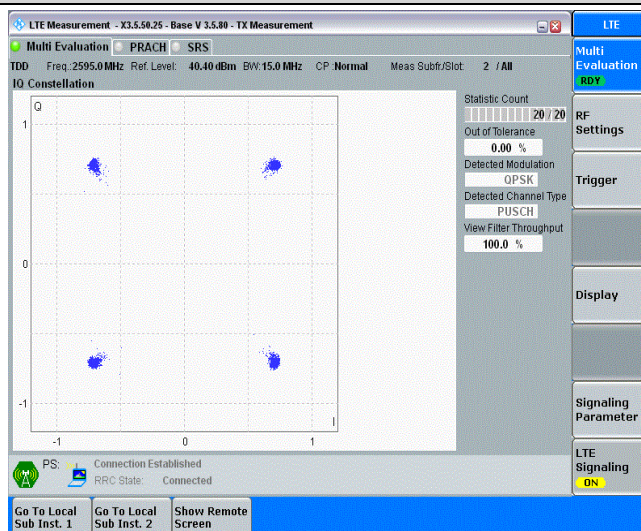 LTE Measurement - X3.5.50.25 - Base V 3.5.80 - TX Measurement
LTE
Multi Evaluation PRACH SRS
TDD Freq.:2595.0 MHz Ref. Level: 40.40 dBm BW:15.0 MHz CP :Normal Meas Subfr./Slot: 2 / All
IQ Constellation
Q
1
0
-1
-1 0 1
I
Statistic Count
20 / 20
Out of Tolerance
0.00 %
Detected Modulation
QPSK
Detected Channel Type
PUSCH
View Filter Throughput
100.0 %
Multi
Evaluation
RDY
RF
Settings
Trigger
Display
Signaling
Parameter
LTE
Signaling
ON
PS: Connection Established
RRC State: Connected
Go To Local
Sub Inst. 1
Go To Local
Sub Inst. 2
Show Remote
Screen